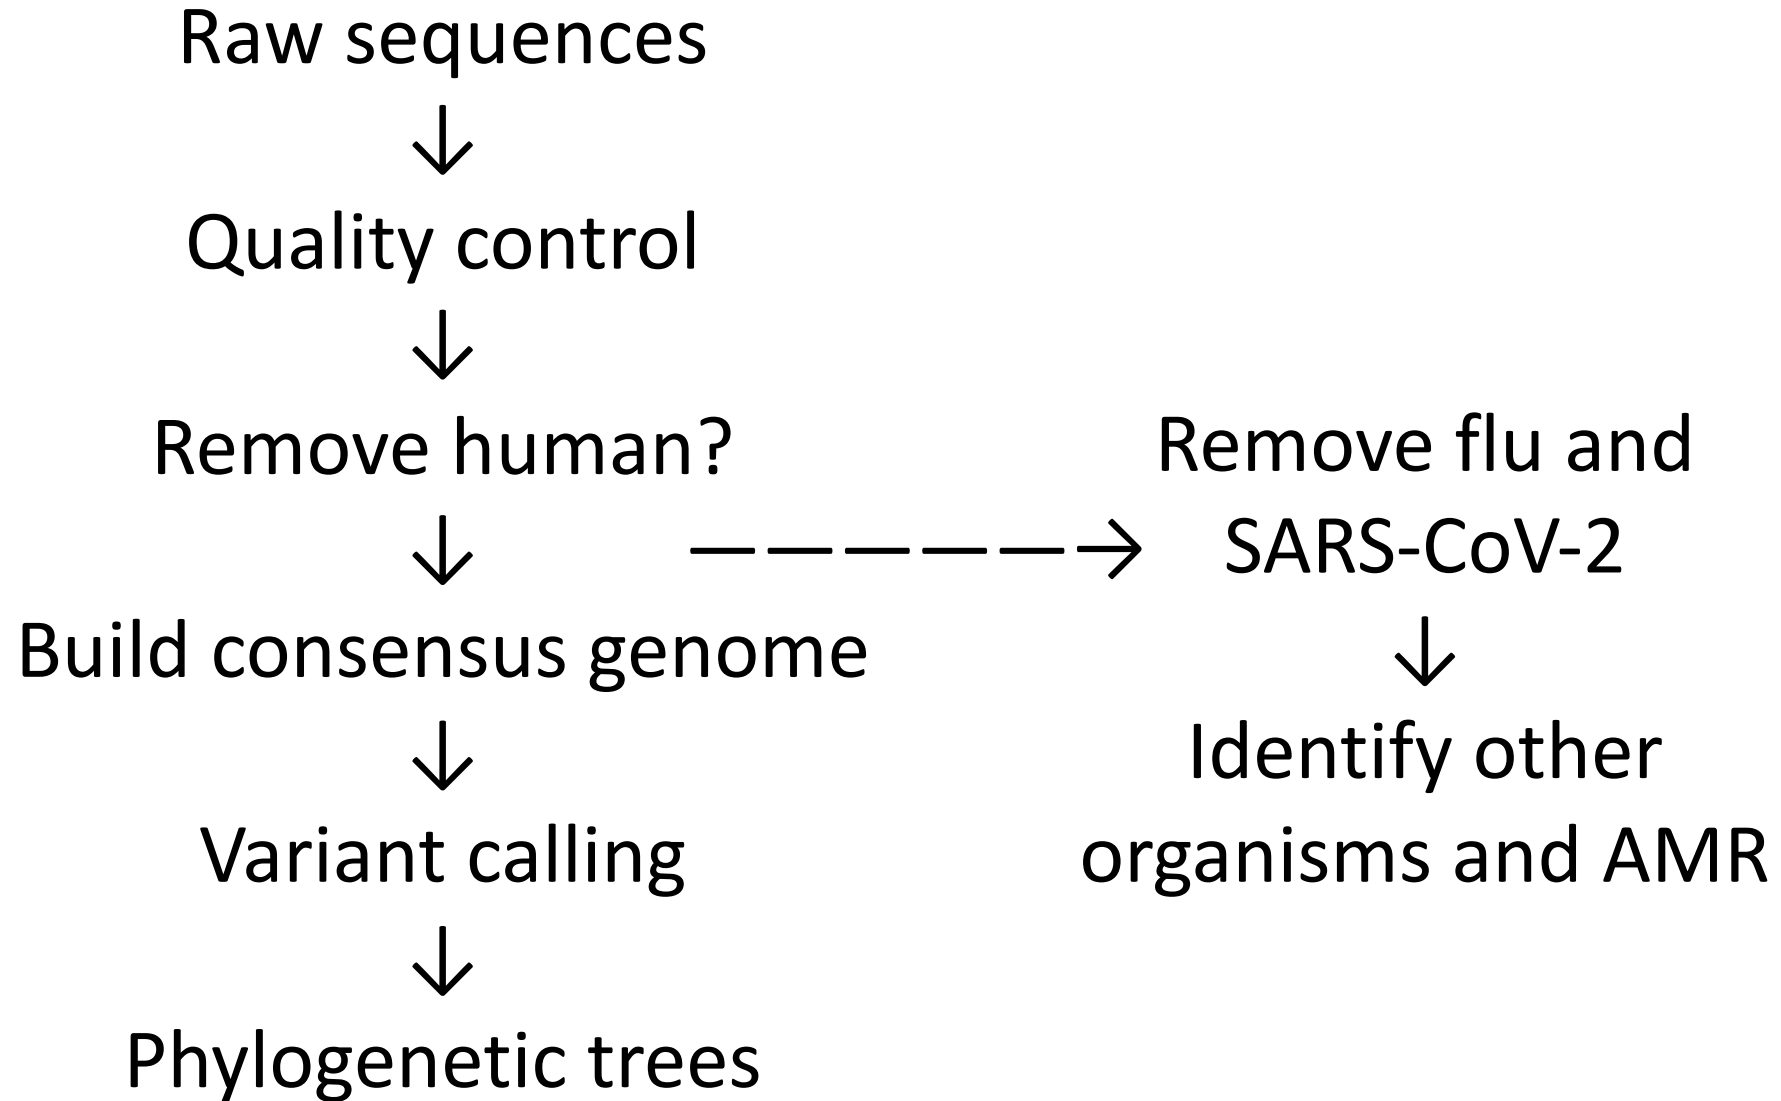 Raw sequences
Quality control
Remove human?
Build consensus genome
Variant calling
Phylogenetic trees
Remove flu and
SARS-CoV-2
Identify other
organisms and AMR